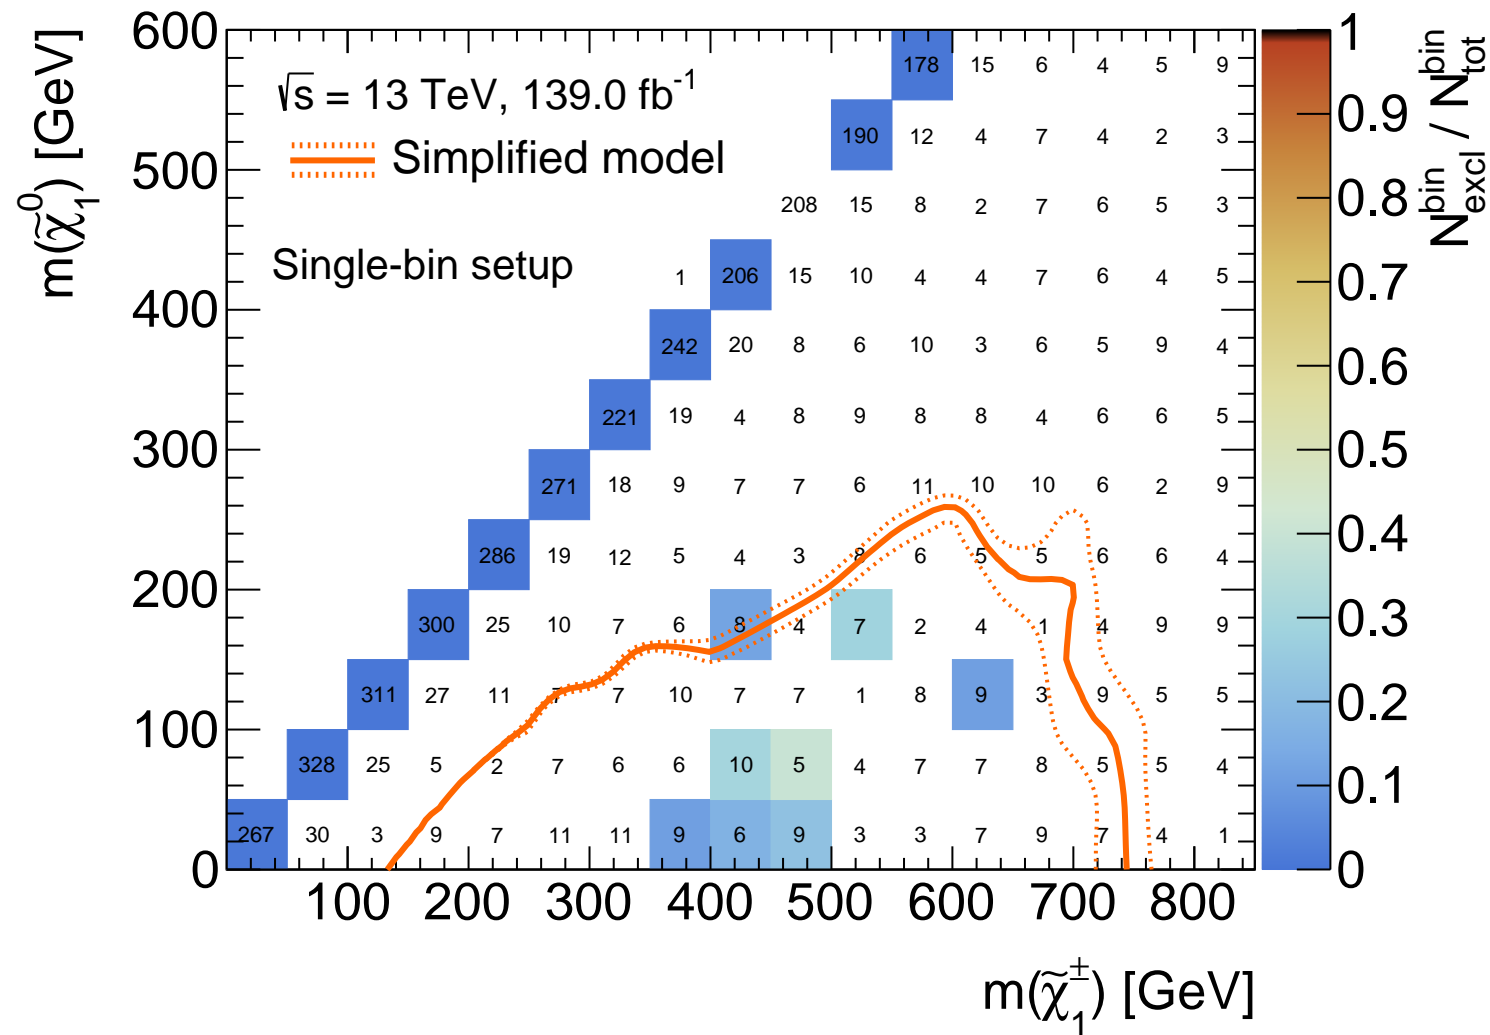 √s = 13 TeV, 139.0 fb⁻¹
Simplified model
Single-bin setup
m(χ̃₁⁰) [GeV]
600
500
400
300
200
100
0
178 15 6 4 5 9
190 12 4 7 4 2 3
208 15 8 2 7 6 5 3
1 206 15 10 4 4 7 6 4 5
242 20 8 6 10 3 6 5 9 4
221 19 4 8 9 8 8 4 6 6 5
271 18 9 7 7 6 11 10 10 6 2 9
286 19 12 5 4 3 8 6 5 5 6 6 4
300 25 10 7 6 8 4 7 2 4 1 4 9 9
311 27 11 7 7 10 7 7 1 8 9 3 9 5 5
328 25 5 2 7 6 6 10 5 4 7 7 8 5 5 4
267 30 3 9 7 11 11 9 6 9 3 3 7 9 7 4 1
100 200 300 400 500 600 700 800
m(χ̃₁±) [GeV]
1
0.9
0.8
0.7
0.6
0.5
0.4
0.3
0.2
0.1
0
N^bin_excl / N^bin_tot